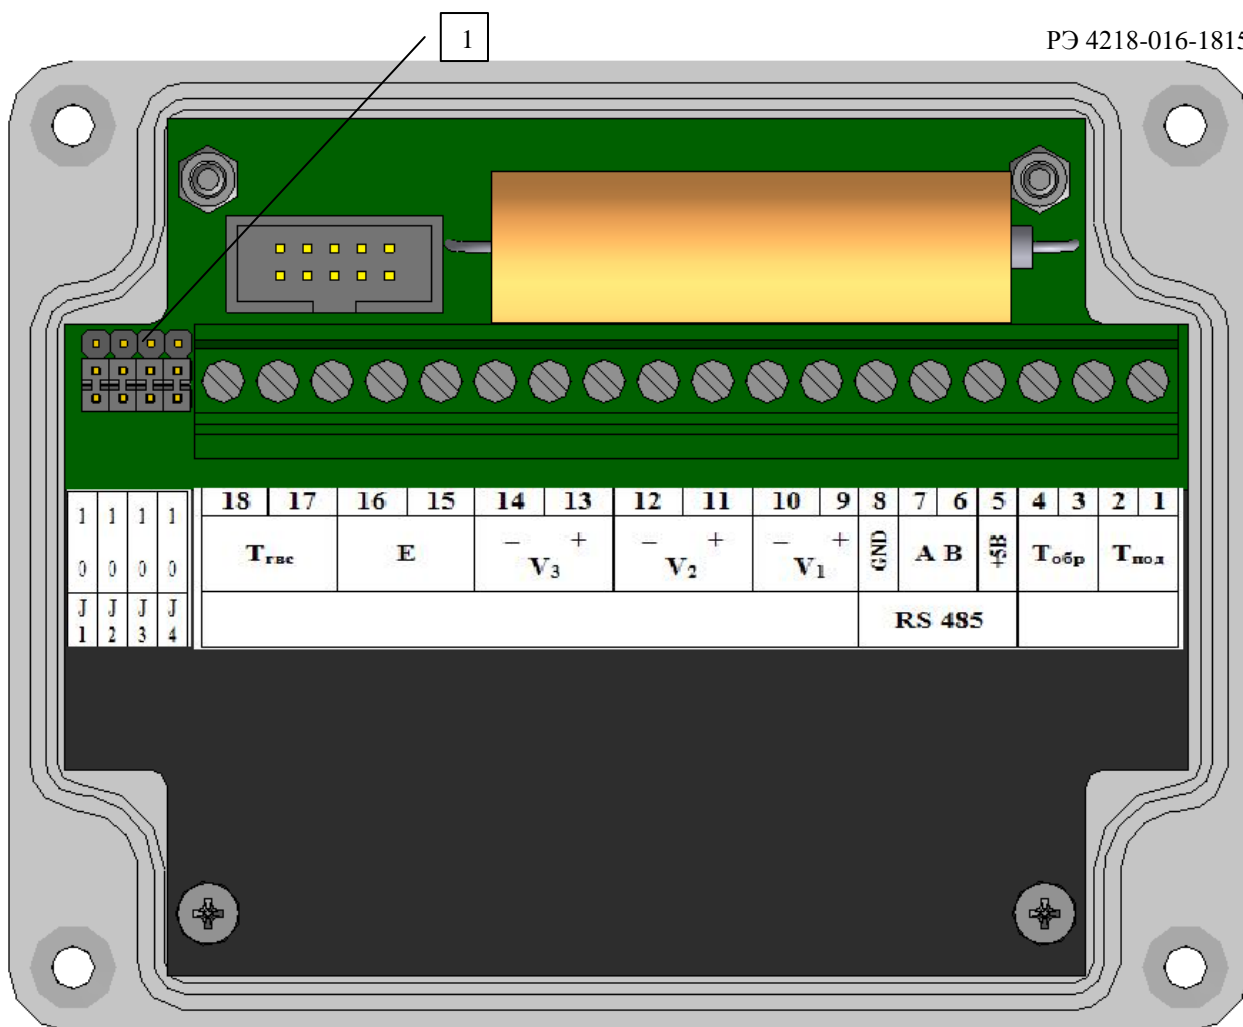 1
РЭ 4218-016-1815
18 17 16 15 14 13 12 11 10 9 8 7 6 5 4 3 2 1
1 1 1 1
0 0 0 0
Tгвс E − + V3 − + V2 − + V1 GND A B +5В Тобр Тпод
J1 J2 J3 J4
RS 485